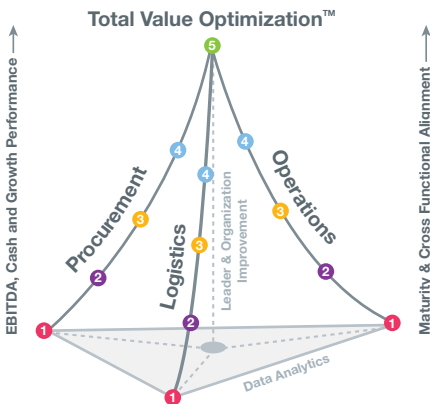 Total Value Optimization™
EBITDA, Cash and Growth Performance
Maturity & Cross Functional Alignment
5
4
4
4
Procurement
Logistics
Operations
Leader & Organization
Improvement
3
3
3
2
2
2
1
1
1
Data Analytics